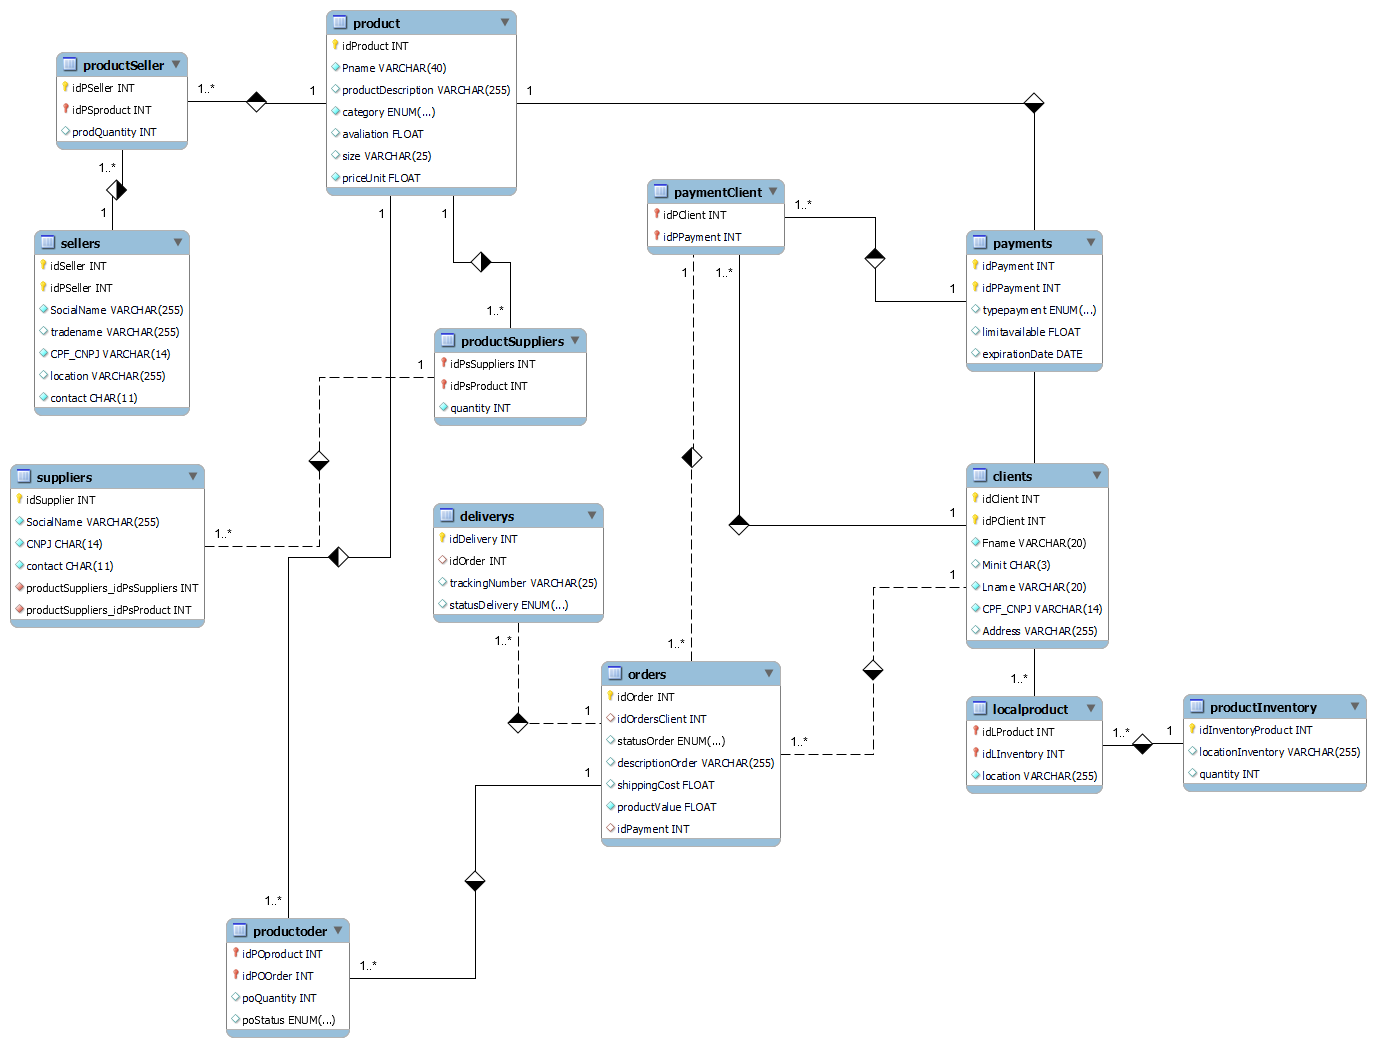 product
idProduct INT
Pname VARCHAR(40)
productDescription VARCHAR(255)
category ENUM(...)
avaliation FLOAT
size VARCHAR(25)
priceUnit FLOAT
productSeller
idPSeller INT
idPSproduct INT
prodQuantity INT
1..*
1
1
1..*
1
sellers
idSeller INT
idPSeller INT
SocialName VARCHAR(255)
tradename VARCHAR(255)
CPF_CNPJ VARCHAR(14)
location VARCHAR(255)
contact CHAR(11)
1
1
1..*
paymentClient
idPClient INT
idPPayment INT
1..*
1
1..*
1
payments
idPayment INT
idPPayment INT
typepayment ENUM(...)
limitavailable FLOAT
expirationDate DATE
productSuppliers
idPsSuppliers INT
idPsProduct INT
quantity INT
1
1..*
suppliers
idSupplier INT
SocialName VARCHAR(255)
CNPJ CHAR(14)
contact CHAR(11)
productSuppliers_idPsSuppliers INT
productSuppliers_idPsProduct INT
deliverys
idDelivery INT
idOrder INT
trackingNumber VARCHAR(25)
statusDelivery ENUM(...)
1..*
1
1..*
1
1
clients
idClient INT
idPClient INT
Fname VARCHAR(20)
Minit CHAR(3)
Lname VARCHAR(20)
CPF_CNPJ VARCHAR(14)
Address VARCHAR(255)
orders
idOrder INT
idOrdersClient INT
statusOrder ENUM(...)
descriptionOrder VARCHAR(255)
shippingCost FLOAT
productValue FLOAT
idPayment INT
1..*
1
1..*
localproduct
idLProduct INT
idLInventory INT
location VARCHAR(255)
1..*
1
productInventory
idInventoryProduct INT
locationInventory VARCHAR(255)
quantity INT
1..*
productoder
idPOproduct INT
idPOOrder INT
poQuantity INT
poStatus ENUM(...)
1..*